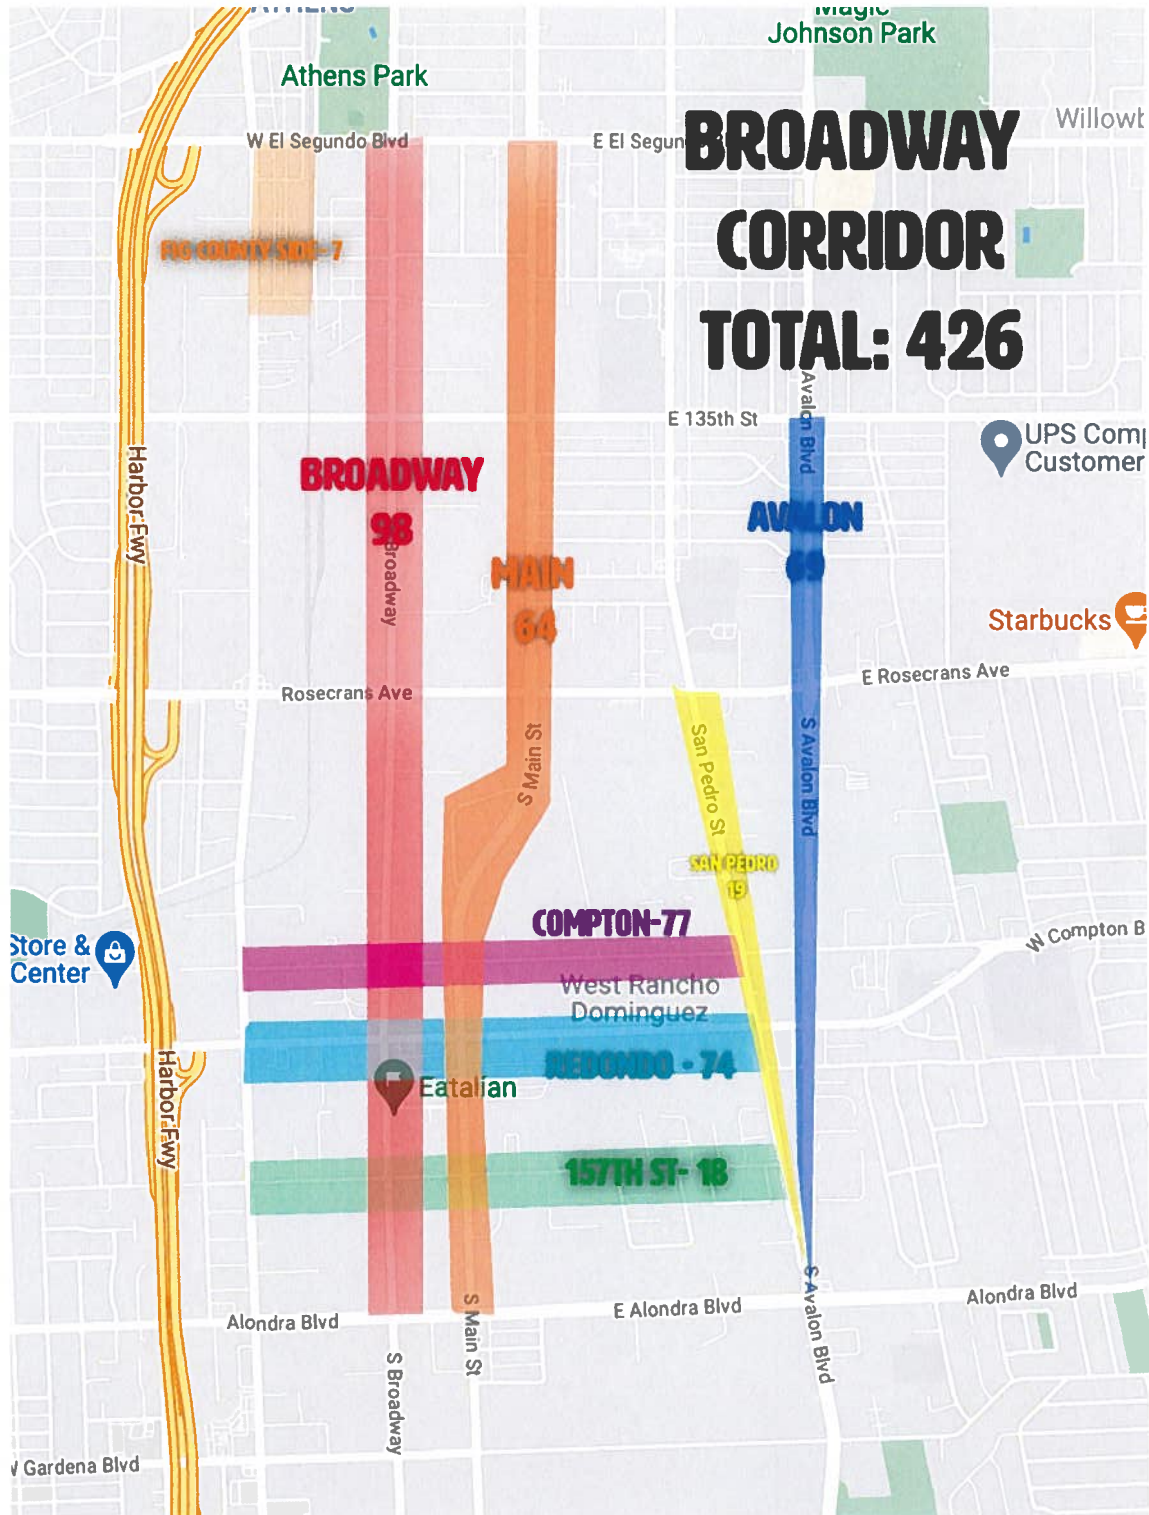 ATHENS
Magic
Johnson Park
Athens Park
Willowb
W El Segundo Blvd
E El Segun
BROADWAY
CORRIDOR
TOTAL: 426
FIG COUNTY SIDE- 7
Avalon Blvd
E 135th St
UPS Comp
Customer
Harbor Fwy
BROADWAY
98
Broadway
AVALON
69
MAIN
64
Starbucks
E Rosecrans Ave
Rosecrans Ave
S Main St
San Pedro St
S Avalon Blvd
SAN PEDRO
19
COMPTON-77
W Compton B
Store &
Center
West Rancho
Dominguez
REDONDO - 74
Eatalian
Harbor Fwy
157TH ST- 18
S Avalon Blvd
Alondra Blvd
E Alondra Blvd
Alondra Blvd
S Main St
S Broadway
W Gardena Blvd